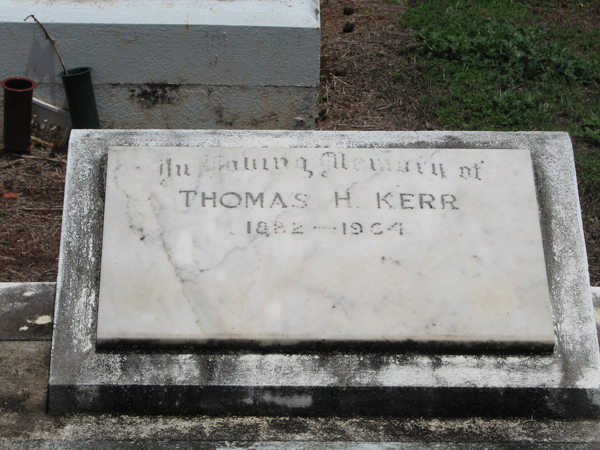 In Loving Memory of
THOMAS H. KERR
1882 — 1964